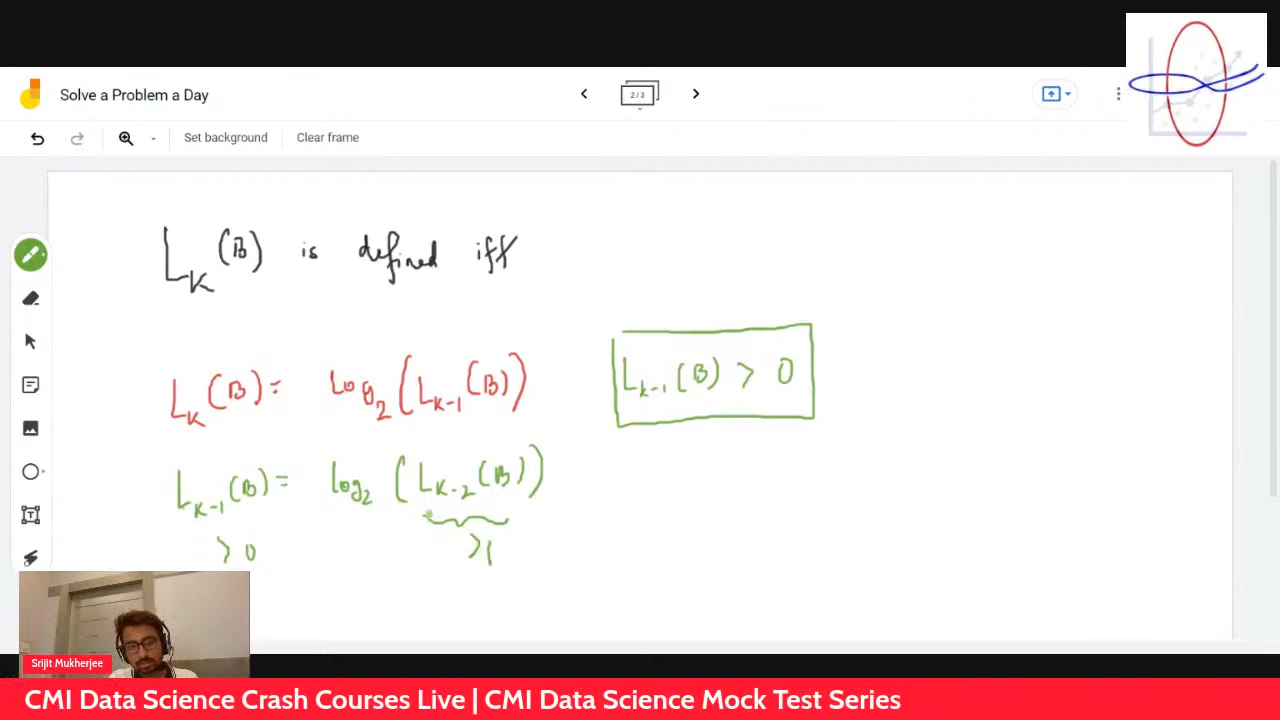 Solve a Problem a Day
2/3
Set background
Clear frame
L_K (B) is defined iff
L_K (B) = log_2 (L_{K-1} (B))
L_{K-1} (B) > 0
L_{K-1} (B) = log_2 (L_{K-2} (B))
> 0
>1
Srijit Mukherjee
CMI Data Science Crash Courses Live | CMI Data Science Mock Test Series